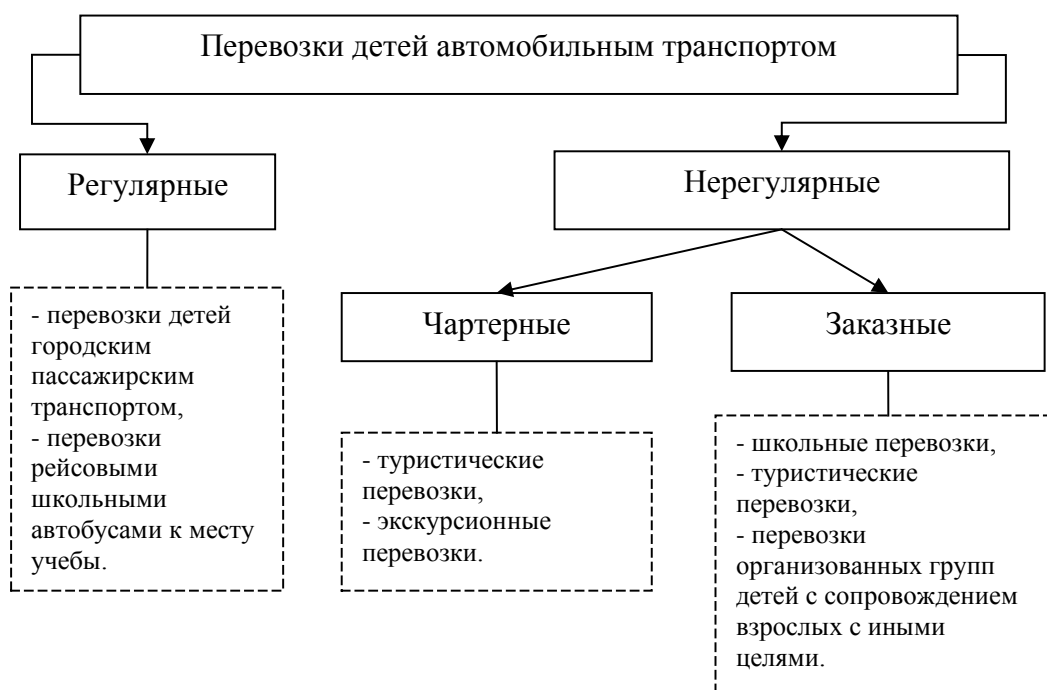 Перевозки детей автомобильным транспортом
Регулярные
Нерегулярные
- перевозки детей
городским
пассажирским
транспортом,
- перевозки
рейсовыми
школьными
автобусами к месту
учебы.
Чартерные
Заказные
- туристические
перевозки,
- экскурсионные
перевозки.
- школьные перевозки,
- туристические
перевозки,
- перевозки
организованных групп
детей с сопровождением
взрослых с иными
целями.